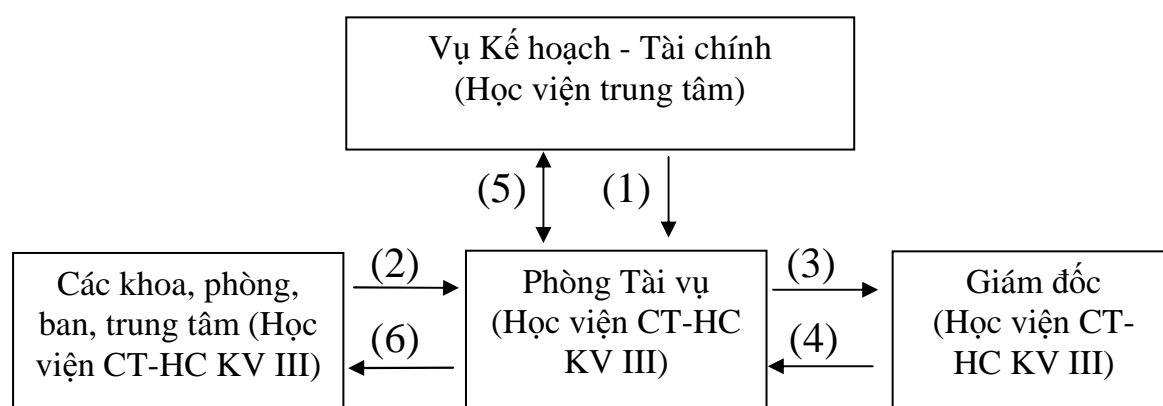 Vụ Kế hoạch - Tài chính
(Học viện trung tâm)
(5)
(1)
Các khoa, phòng,
ban, trung tâm (Học
viện CT-HC KV III)
(2)
(6)
Phòng Tài vụ
(Học viện CT-HC
KV III)
(3)
(4)
Giám đốc
(Học viện CT-
HC KV III)